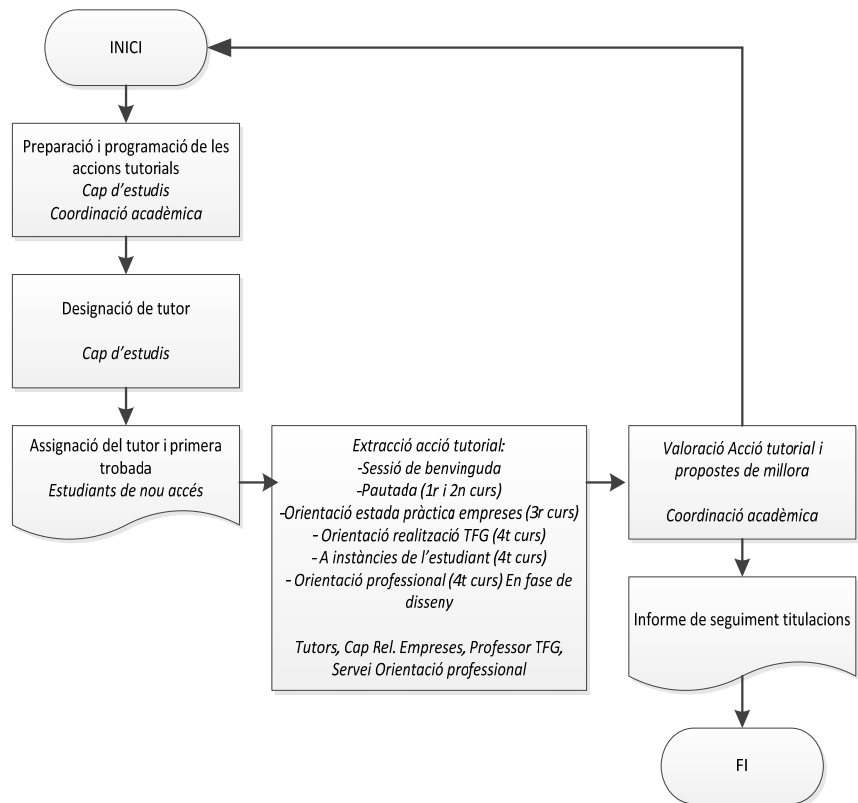 INICI
Preparació i programació de les
accions tutorials
Cap d'estudis
Coordinació acadèmica
Designació de tutor
Cap d'estudis
Assignació del tutor i primera
trobada
Estudiants de nou accés
Extracció acció tutorial:
-Sessió de benvinguda
-Pautada (1r i 2n curs)
-Orientació estada pràctica empreses (3r curs)
- Orientació realització TFG (4t curs)
- A instàncies de l'estudiant (4t curs)
- Orientació professional (4t curs) En fase de
disseny
Tutors, Cap Rel. Empreses, Professor TFG,
Servei Orientació professional
Valoració Acció tutorial i
propostes de millora
Coordinació acadèmica
Informe de seguiment titulacions
FI